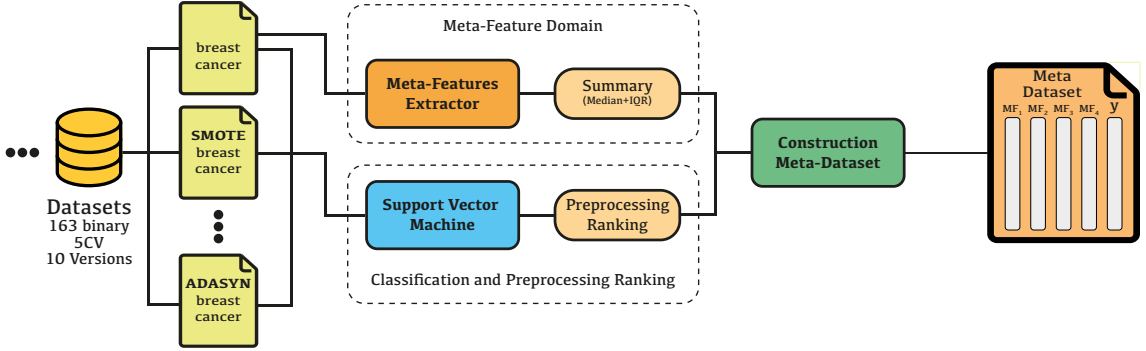 Datasets
163 binary
5CV
10 Versions
breast
cancer
SMOTE
breast
cancer
ADASYN
breast
cancer
Meta-Feature Domain
Meta-Features
Extractor
Summary
(Median+IQR)
Support Vector
Machine
Preprocessing
Ranking
Classification and Preprocessing Ranking
Construction
Meta-Dataset
Meta
Dataset
MF₁ MF₂ MF₃ MF₄ y